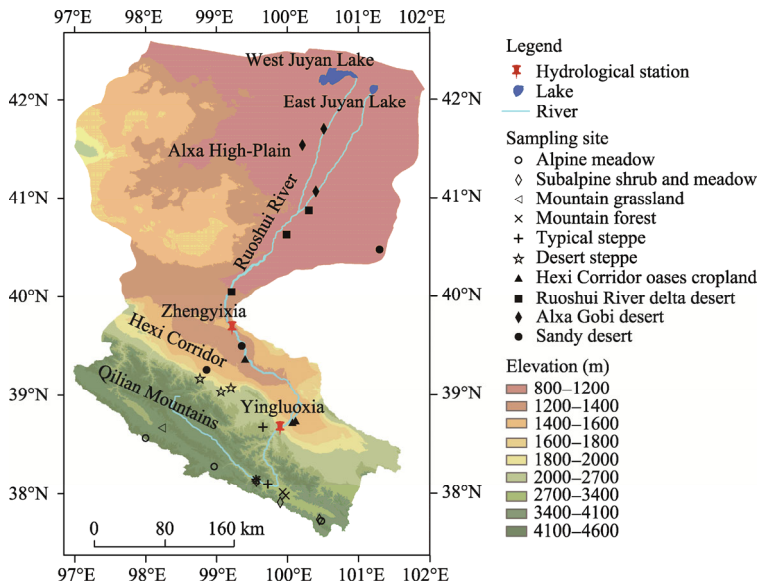 97°E 98°E 99°E 100°E 101°E 102°E
West Juyan Lake
42°N
42°N
East Juyan Lake
Alxa High-Plain
41°N
41°N
Ruoshui River
40°N
40°N
Zhengyixia
Hexi Corridor
39°N
39°N
Qilian Mountains
Yingluoxia
38°N
38°N
0 80 160 km
97°E 98°E 99°E 100°E 101°E 102°E
Legend
Hydrological station
Lake
River
Sampling site
Alpine meadow
Subalpine shrub and meadow
Mountain grassland
Mountain forest
Typical steppe
Desert steppe
Hexi Corridor oases cropland
Ruoshui River delta desert
Alxa Gobi desert
Sandy desert
Elevation (m)
800–1200
1200–1400
1400–1600
1600–1800
1800–2000
2000–2700
2700–3400
3400–4100
4100–4600